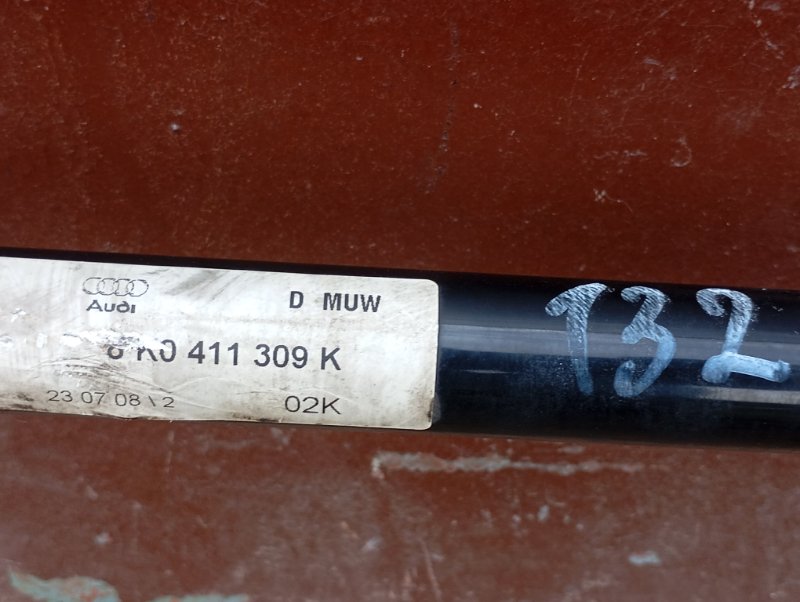 Audi D MUW
8 K0 411 309 K
23 07 08 \ 2 02K
132